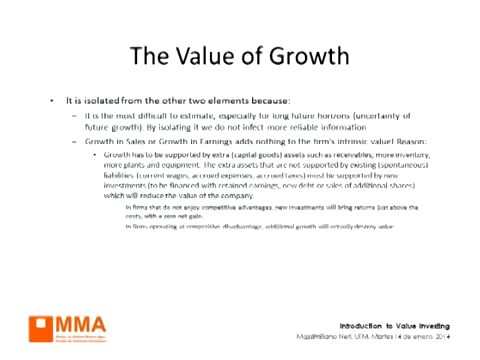 The Value of Growth
• It is isolated from the other two elements because:
– It is the most difficult to estimate, especially for long future horizons (uncertainty of
future growth). By isolating it we do not infect more reliable information
– Growth in Sales or Growth in Earnings adds nothing to the firm's intrinsic value! Reason:
• Growth has to be supported by extra (capital goods) assets such as receivables, more inventory,
more plants and equipment. The extra assets that are not supported by existing (spontaneous)
liabilities (current wages, accrued expenses, accrued taxes) must be supported by new
investments (to be financed with retained earnings, new debt or sales of additional shares)
which will reduce the value of the company.
In firms that do not enjoy competitive advantages, new investments will bring returns just above the
costs, with a zero net gain.
In firms operating at competitive disadvantage, additional growth will actually destroy value
MMA
Introduction to Value Investing
Massimiliano Neri, UFM, Martes 14 de enero, 2014